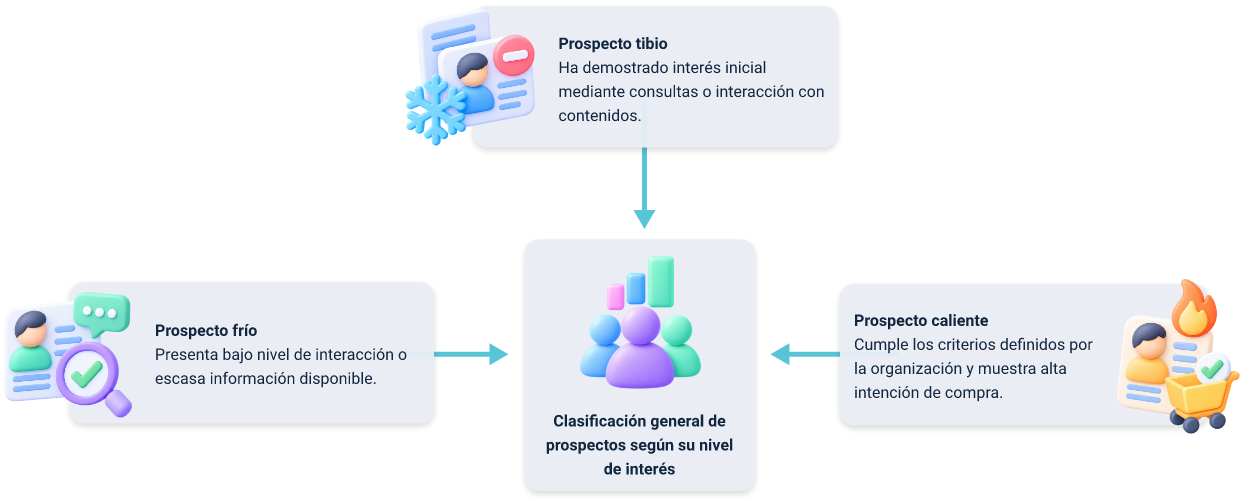 Prospecto tibio
Ha demostrado interés inicial
mediante consultas o interacción con
contenidos.
Prospecto frío
Presenta bajo nivel de interacción o
escasa información disponible.
Prospecto caliente
Cumple los criterios definidos por
la organización y muestra alta
intención de compra.
Clasificación general de
prospectos según su nivel
de interés